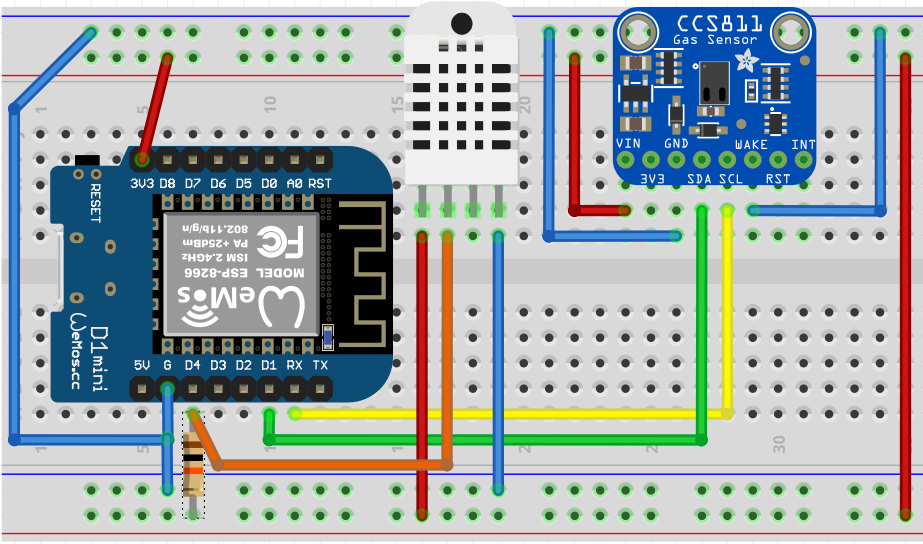 CCS811
Gas Sensor
VIN GND WAKE INT
3V3 SDA SCL RST
1 5 10 15 20
3V3 D8 D7 D6 D5 D0 A0 RST
RESET
MODEL ESP-8266
ISM 2.4GHz
PA +25dBm
802.11b/g/n
FC
WeMos
D1 mini
WeMos.cc
5V G D4 D3 D2 D1 RX TX
1 5 1 2 2 30